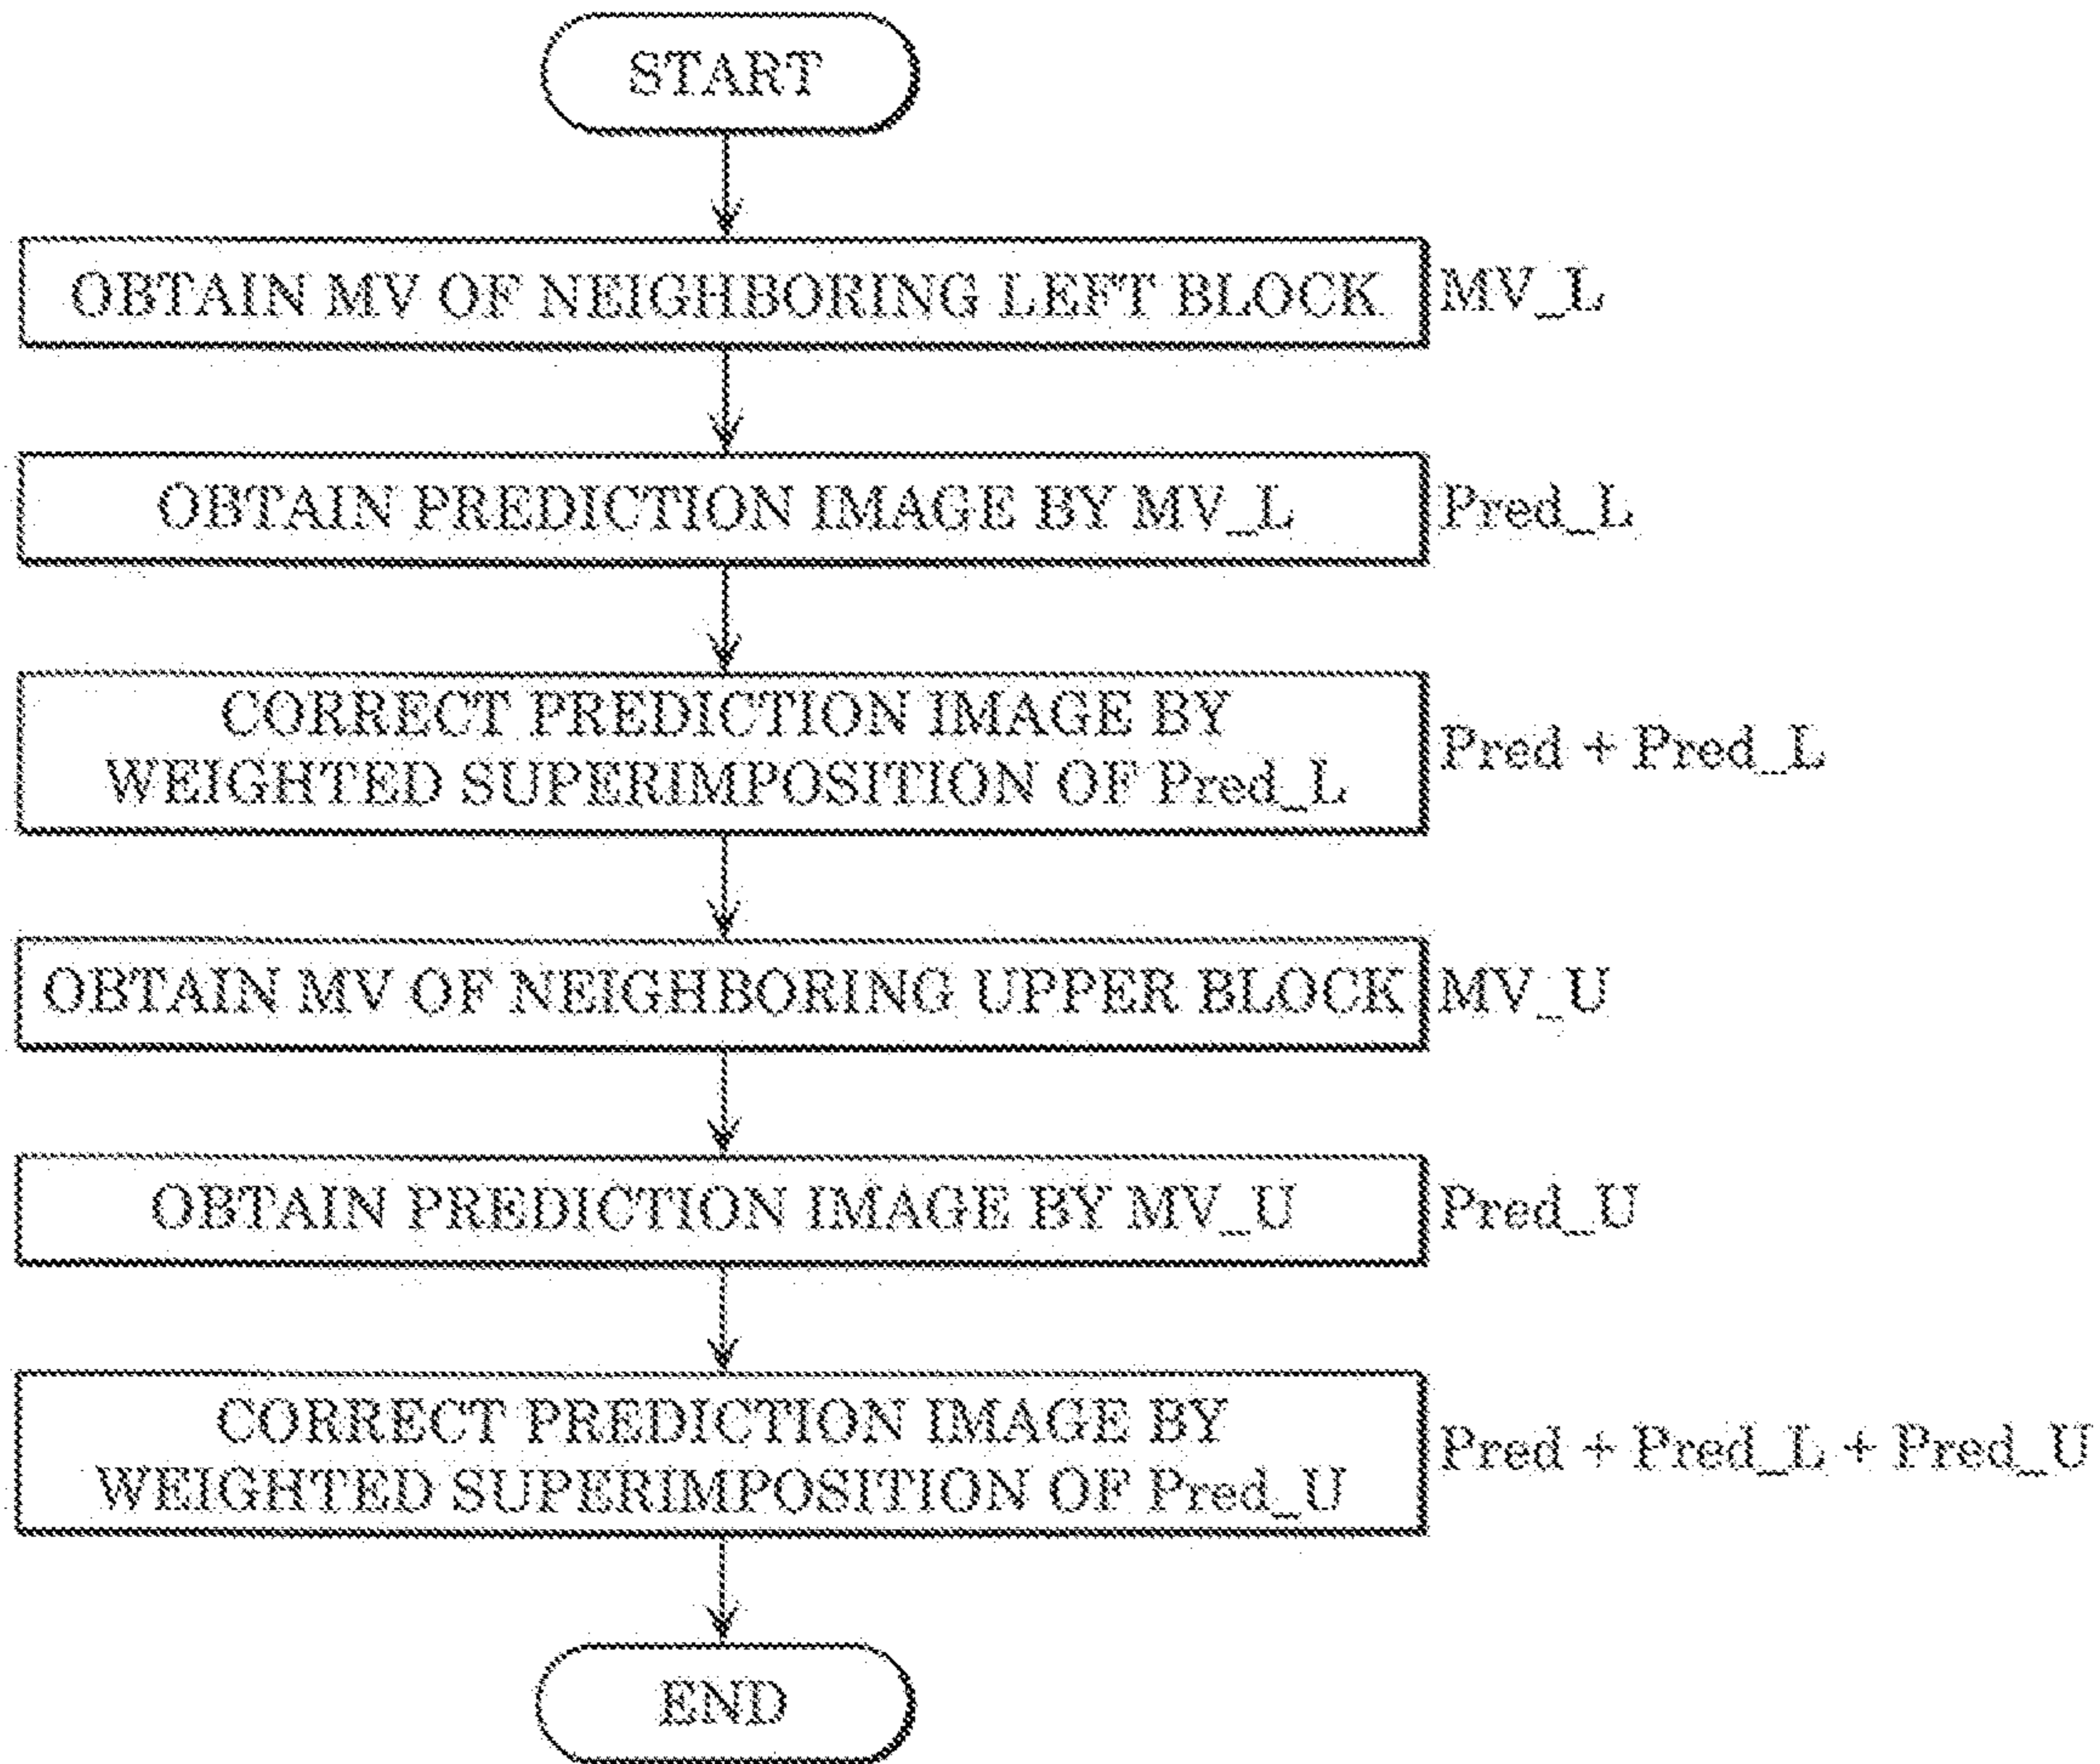 START
OBTAIN MV OF NEIGHBORING LEFT BLOCK
MV_L
OBTAIN PREDICTION IMAGE BY MV_L
Pred_L
CORRECT PREDICTION IMAGE BY
WEIGHTED SUPERIMPOSITION OF Pred_L
Pred + Pred_L
OBTAIN MV OF NEIGHBORING UPPER BLOCK
MV_U
OBTAIN PREDICTION IMAGE BY MV_U
Pred_U
CORRECT PREDICTION IMAGE BY
WEIGHTED SUPERIMPOSITION OF Pred_U
Pred + Pred_L + Pred_U
END